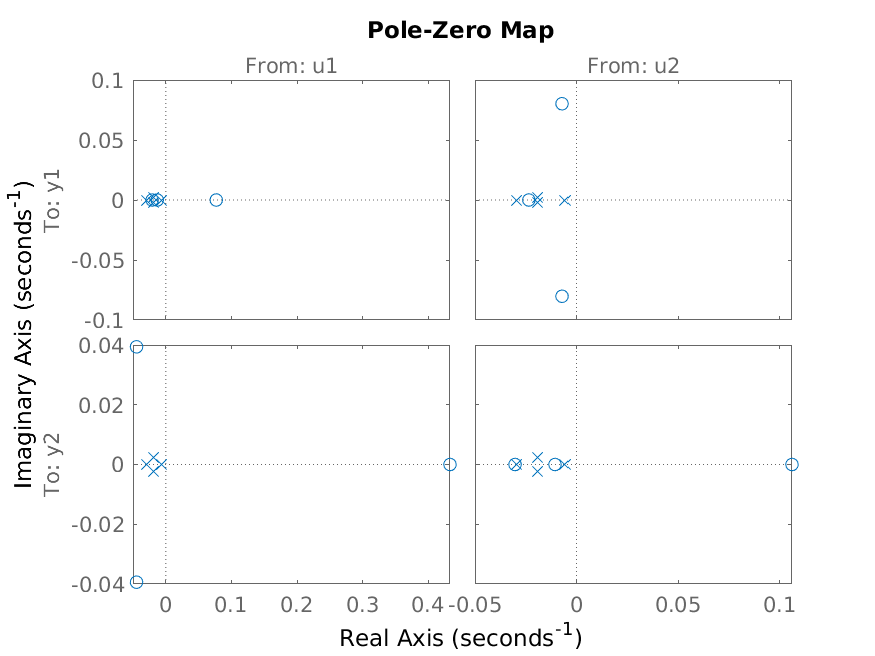 Pole-Zero Map
From: u1
From: u2
0.1
0.05
0
-0.05
-0.1
To: y1
0.04
0.02
0
-0.02
-0.04
To: y2
Imaginary Axis (seconds⁻¹)
0 0.1 0.2 0.3 0.4
-0.05 0 0.05 0.1
Real Axis (seconds⁻¹)